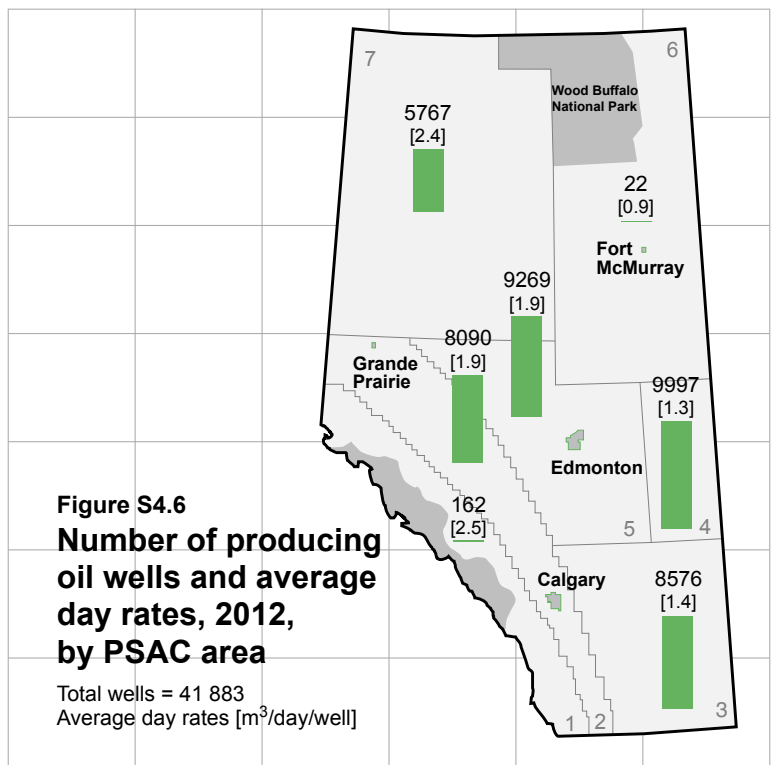 7
6
Wood Buffalo
National Park
5767
[2.4]
22
[0.9]
Fort
McMurray
9269
[1.9]
8090
[1.9]
Grande
Prairie
9997
[1.3]
Edmonton
162
[2.5]
5
4
Calgary
8576
[1.4]
1
2
3
Figure S4.6
Number of producing
oil wells and average
day rates, 2012,
by PSAC area
Total wells = 41 883
Average day rates [m³/day/well]